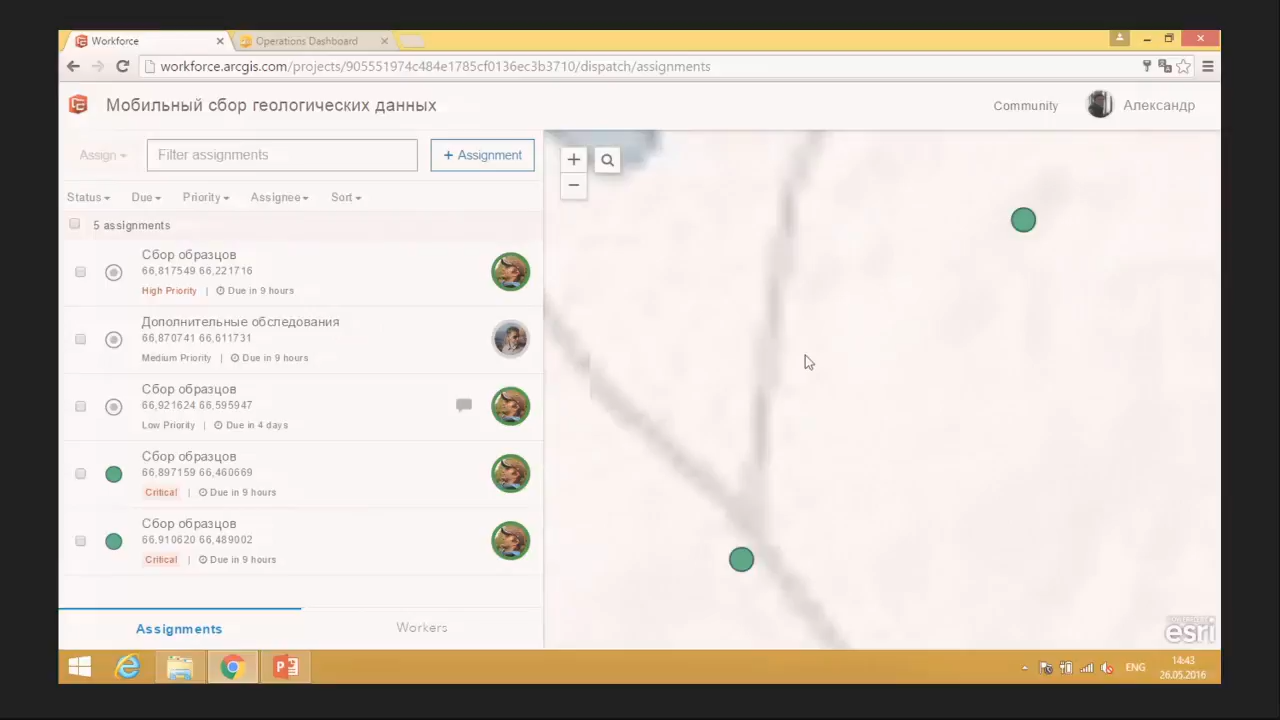 Workforce
Operations Dashboard
workforce.arcgis.com/projects/905551974c484e1785cf0136ec3b3710/dispatch/assignments
Мобильный сбор геологических данных
Community
Александр
Assign
Filter assignments
+ Assignment
Status
Due
Priority
Assignee
Sort
5 assignments
Сбор образцов
66,817549 66,221716
High Priority | Due in 9 hours
Дополнительные обследования
66,870741 66,611731
Medium Priority | Due in 9 hours
Сбор образцов
66,921624 66,595947
Low Priority | Due in 4 days
Сбор образцов
66,897159 66,460669
Critical | Due in 9 hours
Сбор образцов
66,910620 66,489002
Critical | Due in 9 hours
Assignments
Workers
esri
ENG
14:43
26.05.2016